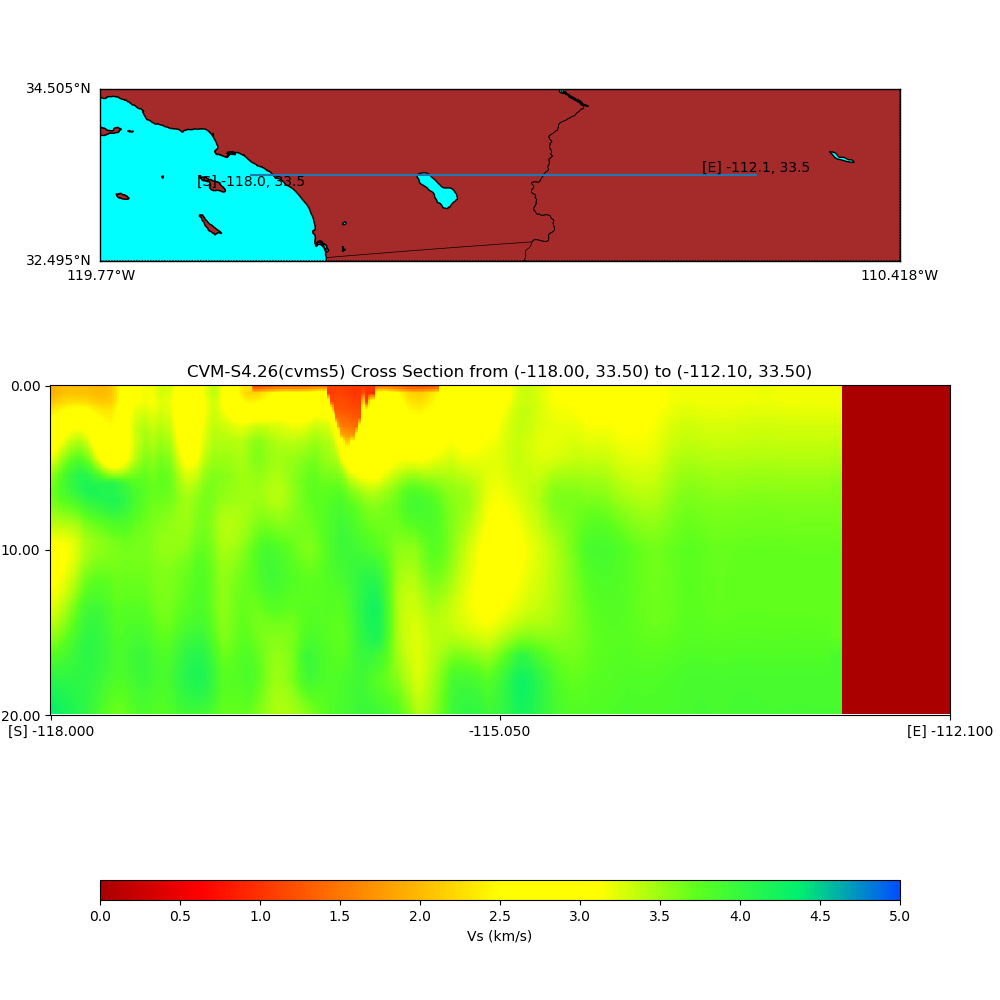 34.505°N
[E] -112.1, 33.5
[S] -118.0, 33.5
32.495°N
119.77°W 110.418°W
CVM-S4.26(cvms5) Cross Section from (-118.00, 33.50) to (-112.10, 33.50)
0.00
10.00
20.00
[S] -118.000 -115.050 [E] -112.100
0.0 0.5 1.0 1.5 2.0 2.5 3.0 3.5 4.0 4.5 5.0
Vs (km/s)